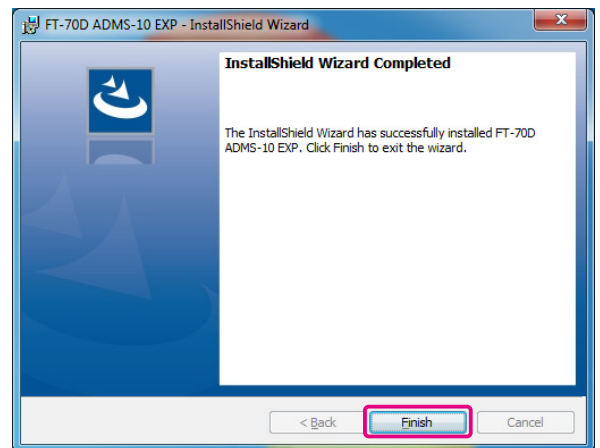 FT-70D ADMS-10 EXP - InstallShield Wizard
InstallShield Wizard Completed
The InstallShield Wizard has successfully installed FT-70D
ADMS-10 EXP. Click Finish to exit the wizard.
< Back
Finish
Cancel